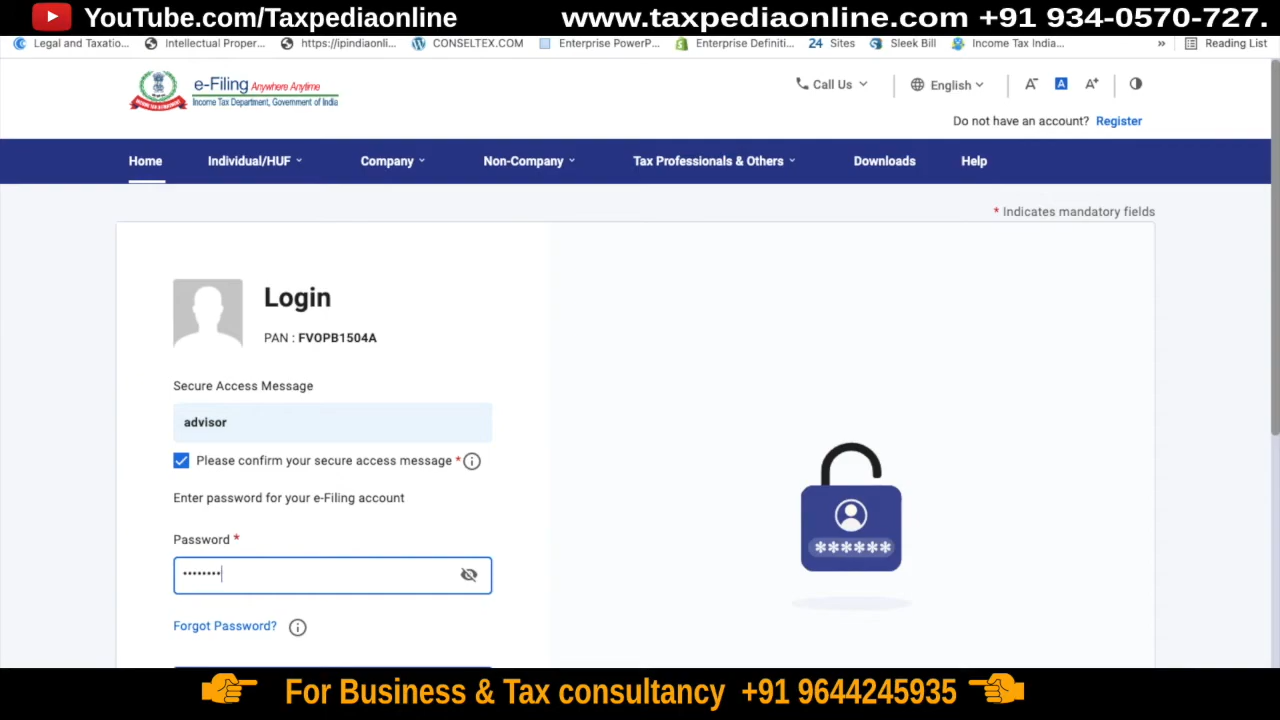 YouTube.com/Taxpediaonline www.taxpediaonline.com +91 934-0570-727.
Legal and Taxatio... Intellectual Proper... https://ipindiaonli... CONSELTEX.COM Enterprise PowerP... Enterprise Definiti... 24 Sites Sleek Bill Income Tax India... » Reading List
e-Filing Anywhere Anytime
Income Tax Department, Government of India
Call Us English A- A A+
Do not have an account? Register
Home Individual/HUF Company Non-Company Tax Professionals & Others Downloads Help
* Indicates mandatory fields
Login
PAN : FVOPB1504A
Secure Access Message
advisor
Please confirm your secure access message *
Enter password for your e-Filing account
Password *
••••••••
******
Forgot Password?
For Business & Tax consultancy +91 9644245935